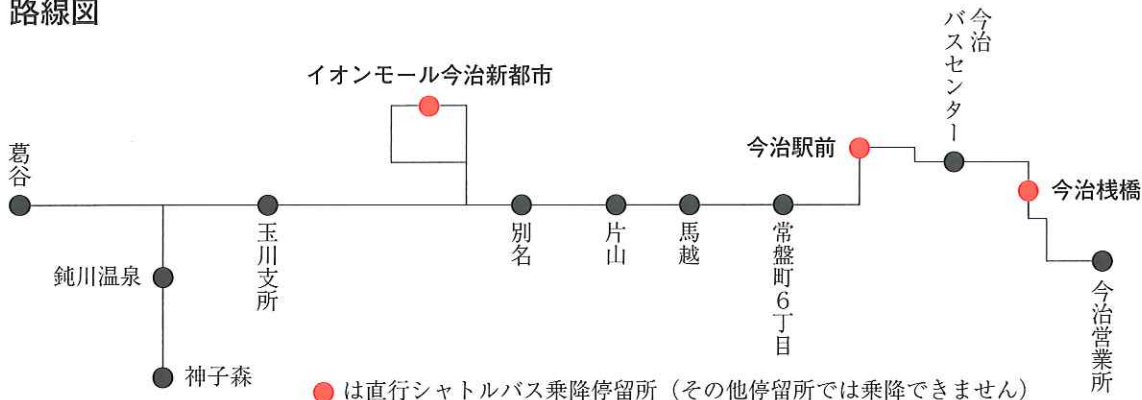 路線図
今治
バスセンター
イオンモール今治新都市
今治駅前
葛谷
今治桟橋
玉川支所
別名
片山
馬越
常盤町6丁目
鈍川温泉
今治営業所
神子森
は直行シャトルバス乗降停留所（その他停留所では乗降できません）